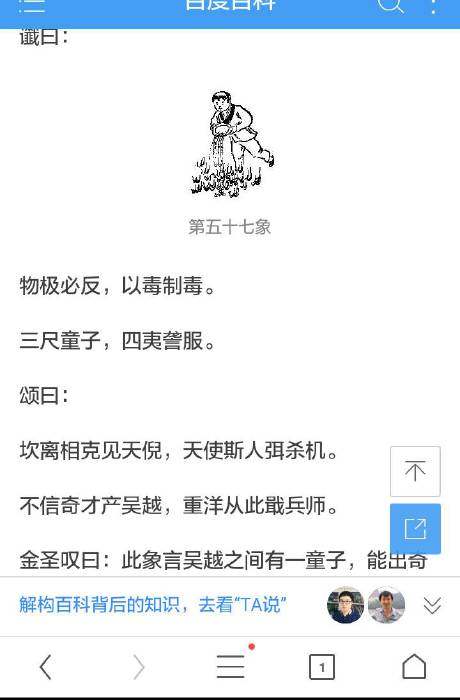 百度百科
谶曰：
第五十七象
物极必反，以毒制毒。
三尺童子，四夷詟服。
颂曰：
坎离相克见天倪，天使斯人弭杀机。
不信奇才产吴越，重洋从此戢兵师。
金圣叹曰：此象言吴越之间有一童子，能出奇
解构百科背后的知识，去看“TA说”
1